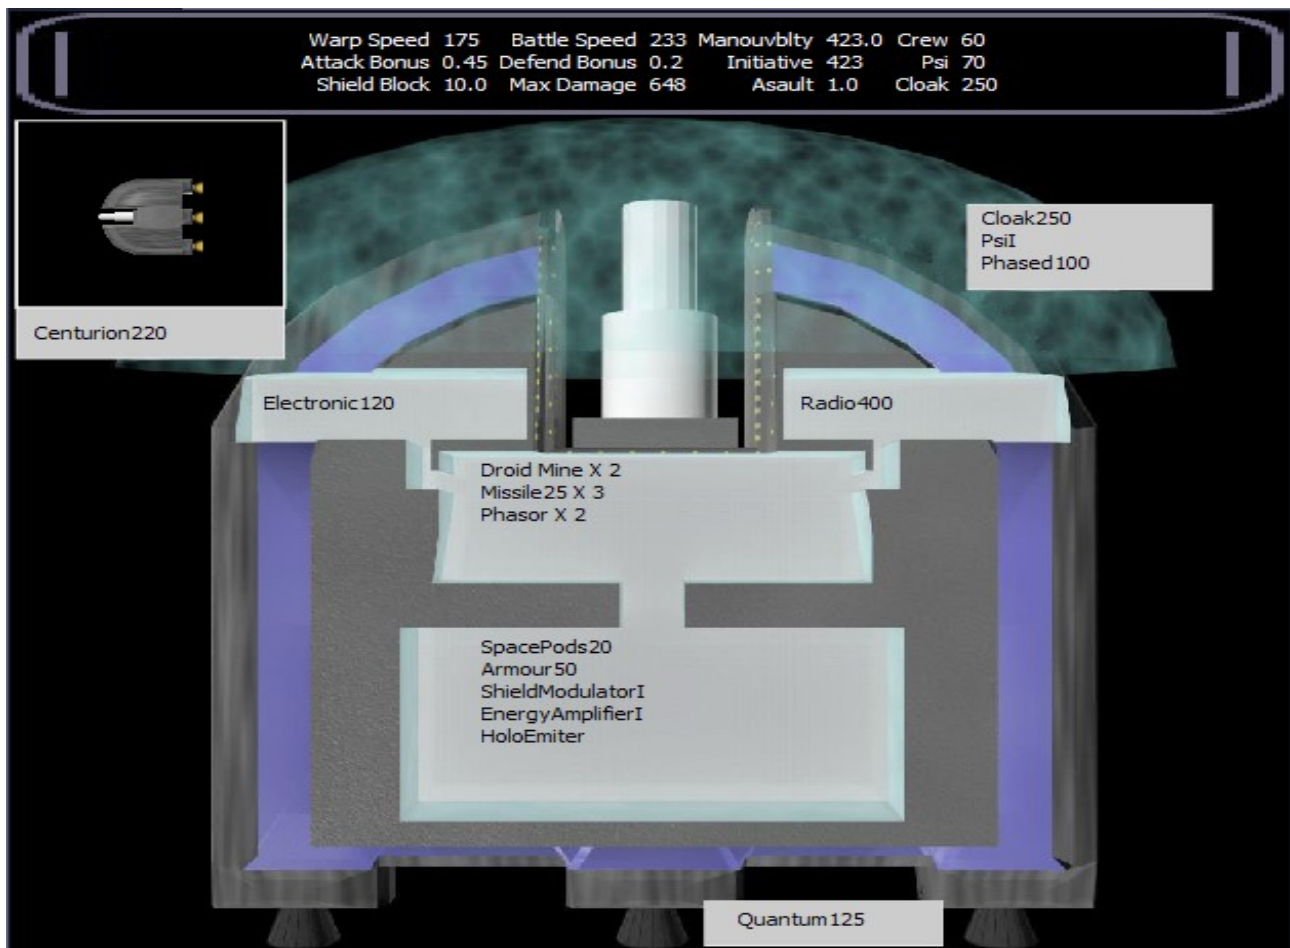 Warp Speed 175 Battle Speed 233 Manouvblty 423.0 Crew 60
Attack Bonus 0.45 Defend Bonus 0.2 Initiative 423 Psi 70
Shield Block 10.0 Max Damage 648 Asault 1.0 Cloak 250
Cloak250
PsiI
Phased100
Centurion220
Electronic120
Radio400
Droid Mine X 2
Missile25 X 3
Phasor X 2
SpacePods20
Armour50
ShieldModulatorI
EnergyAmplifierI
HoloEmiter
Quantum125